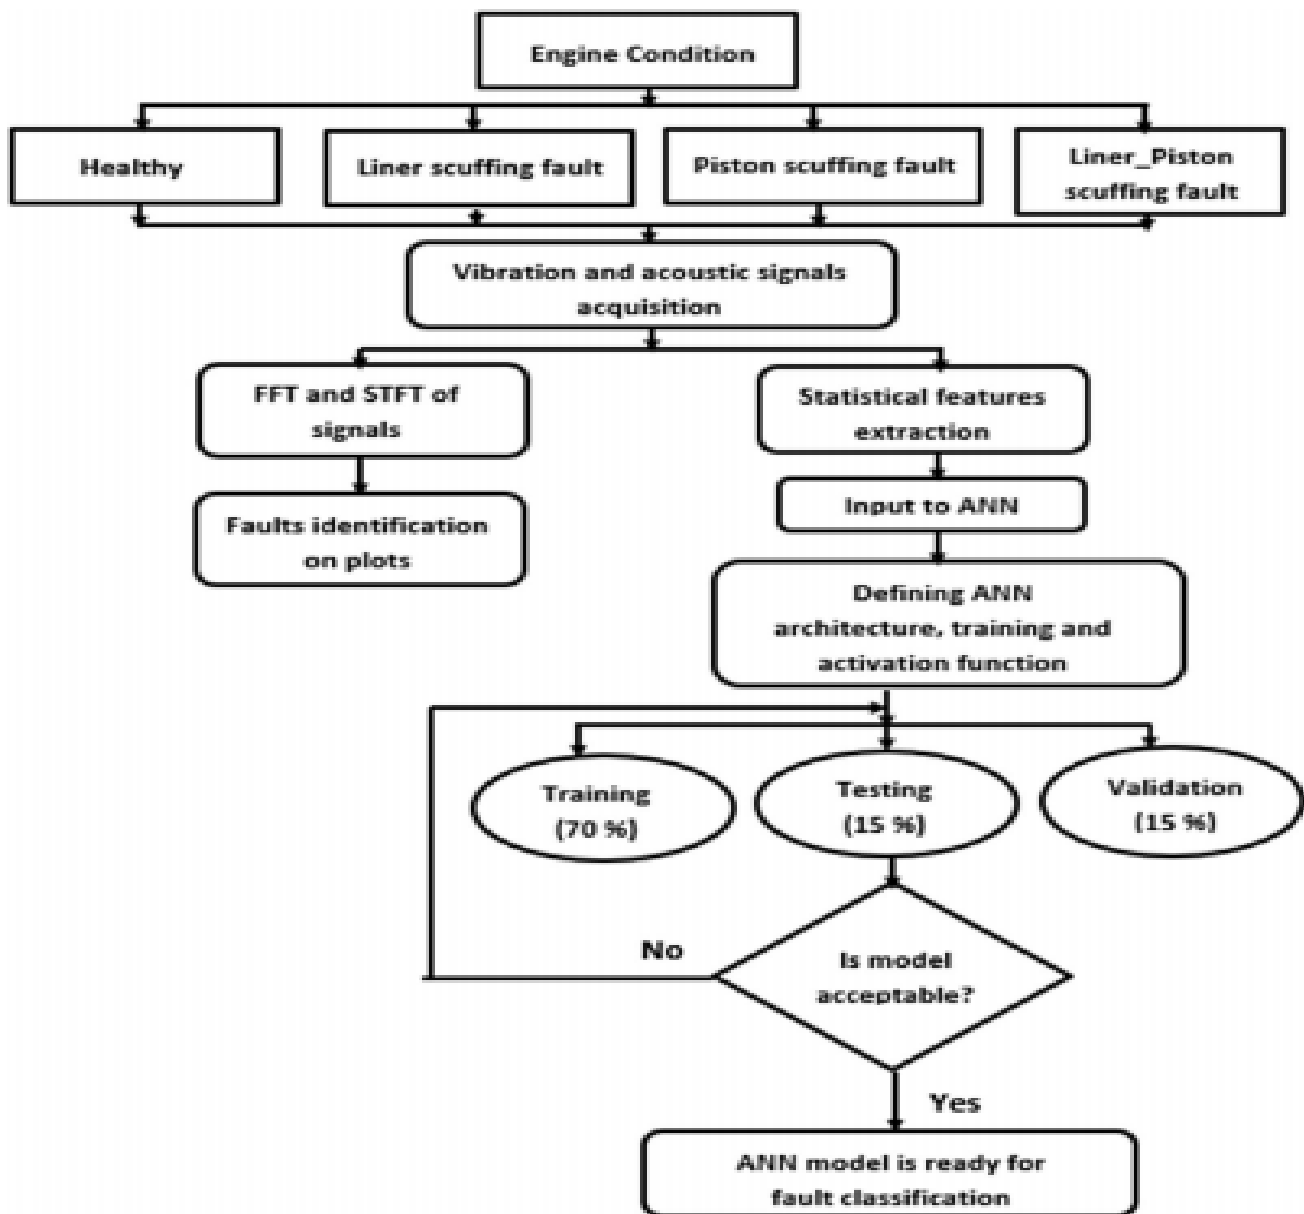 Engine Condition
Healthy
Liner scuffing fault
Piston scuffing fault
Liner_Piston
scuffing fault
Vibration and acoustic signals
acquisition
FFT and STFT of
signals
Statistical features
extraction
Faults identification
on plots
Input to ANN
Defining ANN
architecture, training and
activation function
Training
(70 %)
Testing
(15 %)
Validation
(15 %)
No
Is model
acceptable?
Yes
ANN model is ready for
fault classification